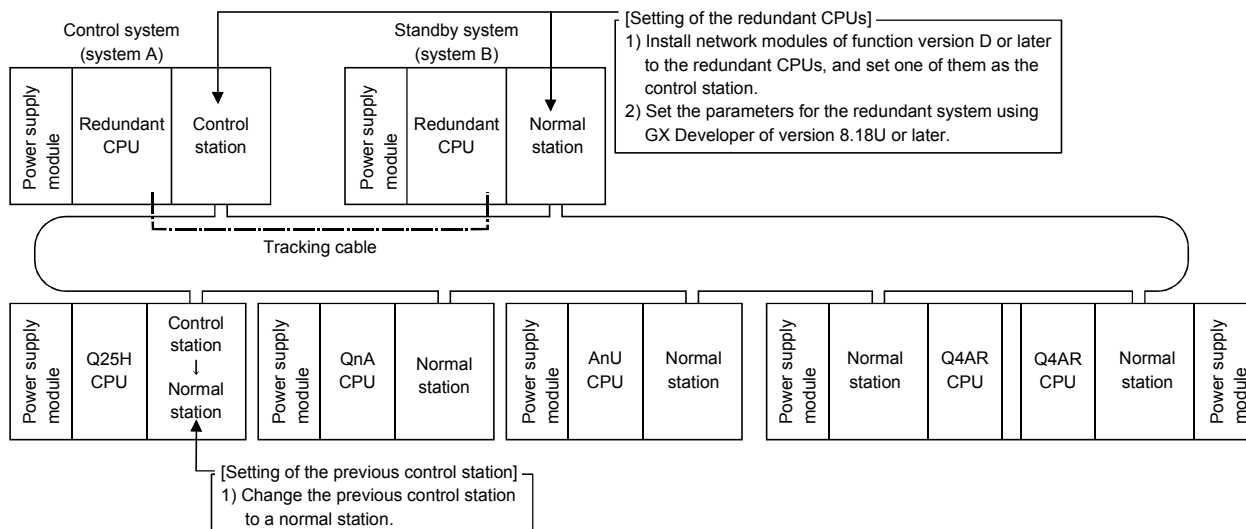 Control system
(system A)
Standby system
(system B)
[Setting of the redundant CPUs]
1) Install network modules of function version D or later
to the redundant CPUs, and set one of them as the
control station.
2) Set the parameters for the redundant system using
GX Developer of version 8.18U or later.
Power supply
module
Redundant
CPU
Control
station
Power supply
module
Redundant
CPU
Normal
station
Tracking cable
Power supply
module
Q25H
CPU
Control
station
↓
Normal
station
Power supply
module
QnA
CPU
Normal
station
Power supply
module
AnU
CPU
Normal
station
Power supply
module
Normal
station
Q4AR
CPU
Q4AR
CPU
Normal
station
Power supply
module
[Setting of the previous control station]
1) Change the previous control station
to a normal station.